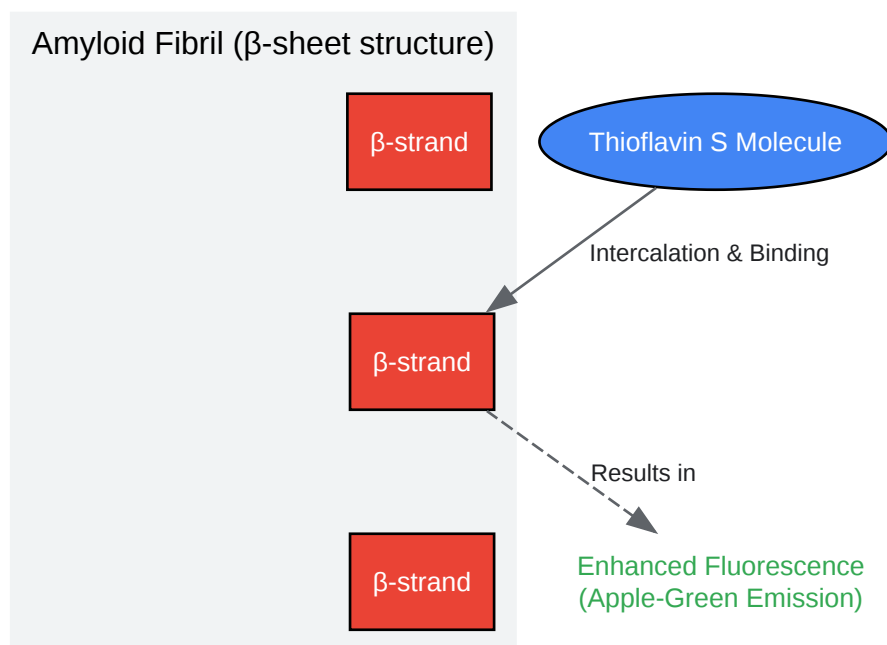 Amyloid Fibril (β-sheet structure)
β-strand
Thioflavin S Molecule
Intercalation & Binding
β-strand
Results in
β-strand
Enhanced Fluorescence
(Apple-Green Emission)